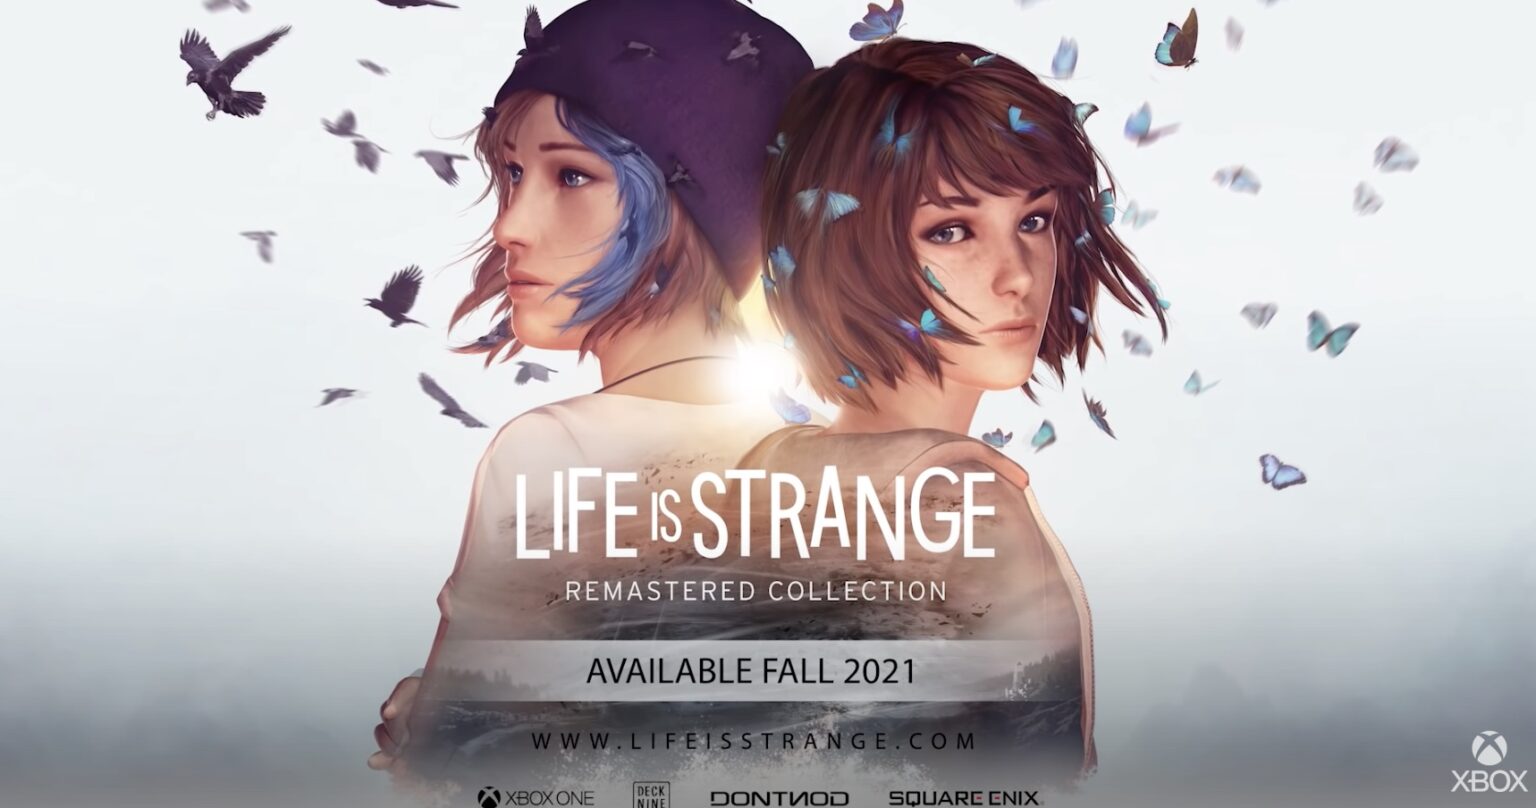 LIFE IS STRANGE
REMASTERED COLLECTION
AVAILABLE FALL 2021
WWW.LIFEISSTRANGE.COM
XBOX ONE DECK NINE DONTNOD SQUARE ENIX
XBOX